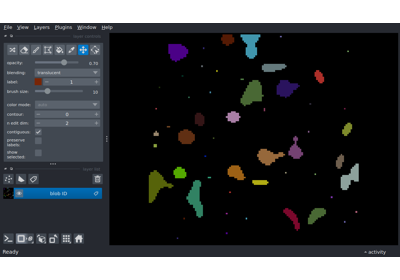 File View Layers Plugins Window Help
opacity: 0.70
blending: translucent
label: 1
brush size: 10
color mode:
contour: 0
n edit dim: 2
contiguous:
preserve
labels:
show
selected:
blob ID
Ready
activity